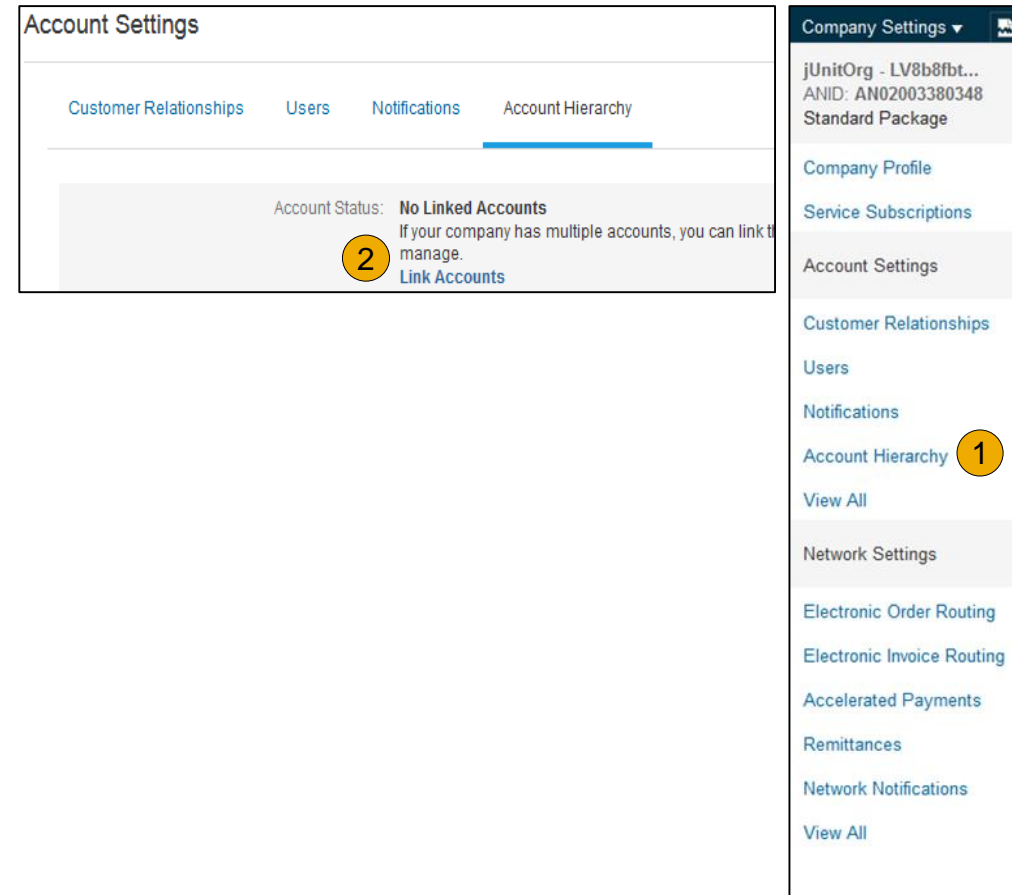 Account Settings
Customer Relationships Users Notifications Account Hierarchy
Account Status: No Linked Accounts
If your company has multiple accounts, you can link
manage.
2
Link Accounts
Company Settings ▾
jUnitOrg - LV8b8fbt...
ANID: AN02003380348
Standard Package
Company Profile
Service Subscriptions
Account Settings
Customer Relationships
Users
Notifications
Account Hierarchy 1
View All
Network Settings
Electronic Order Routing
Electronic Invoice Routing
Accelerated Payments
Remittances
Network Notifications
View All